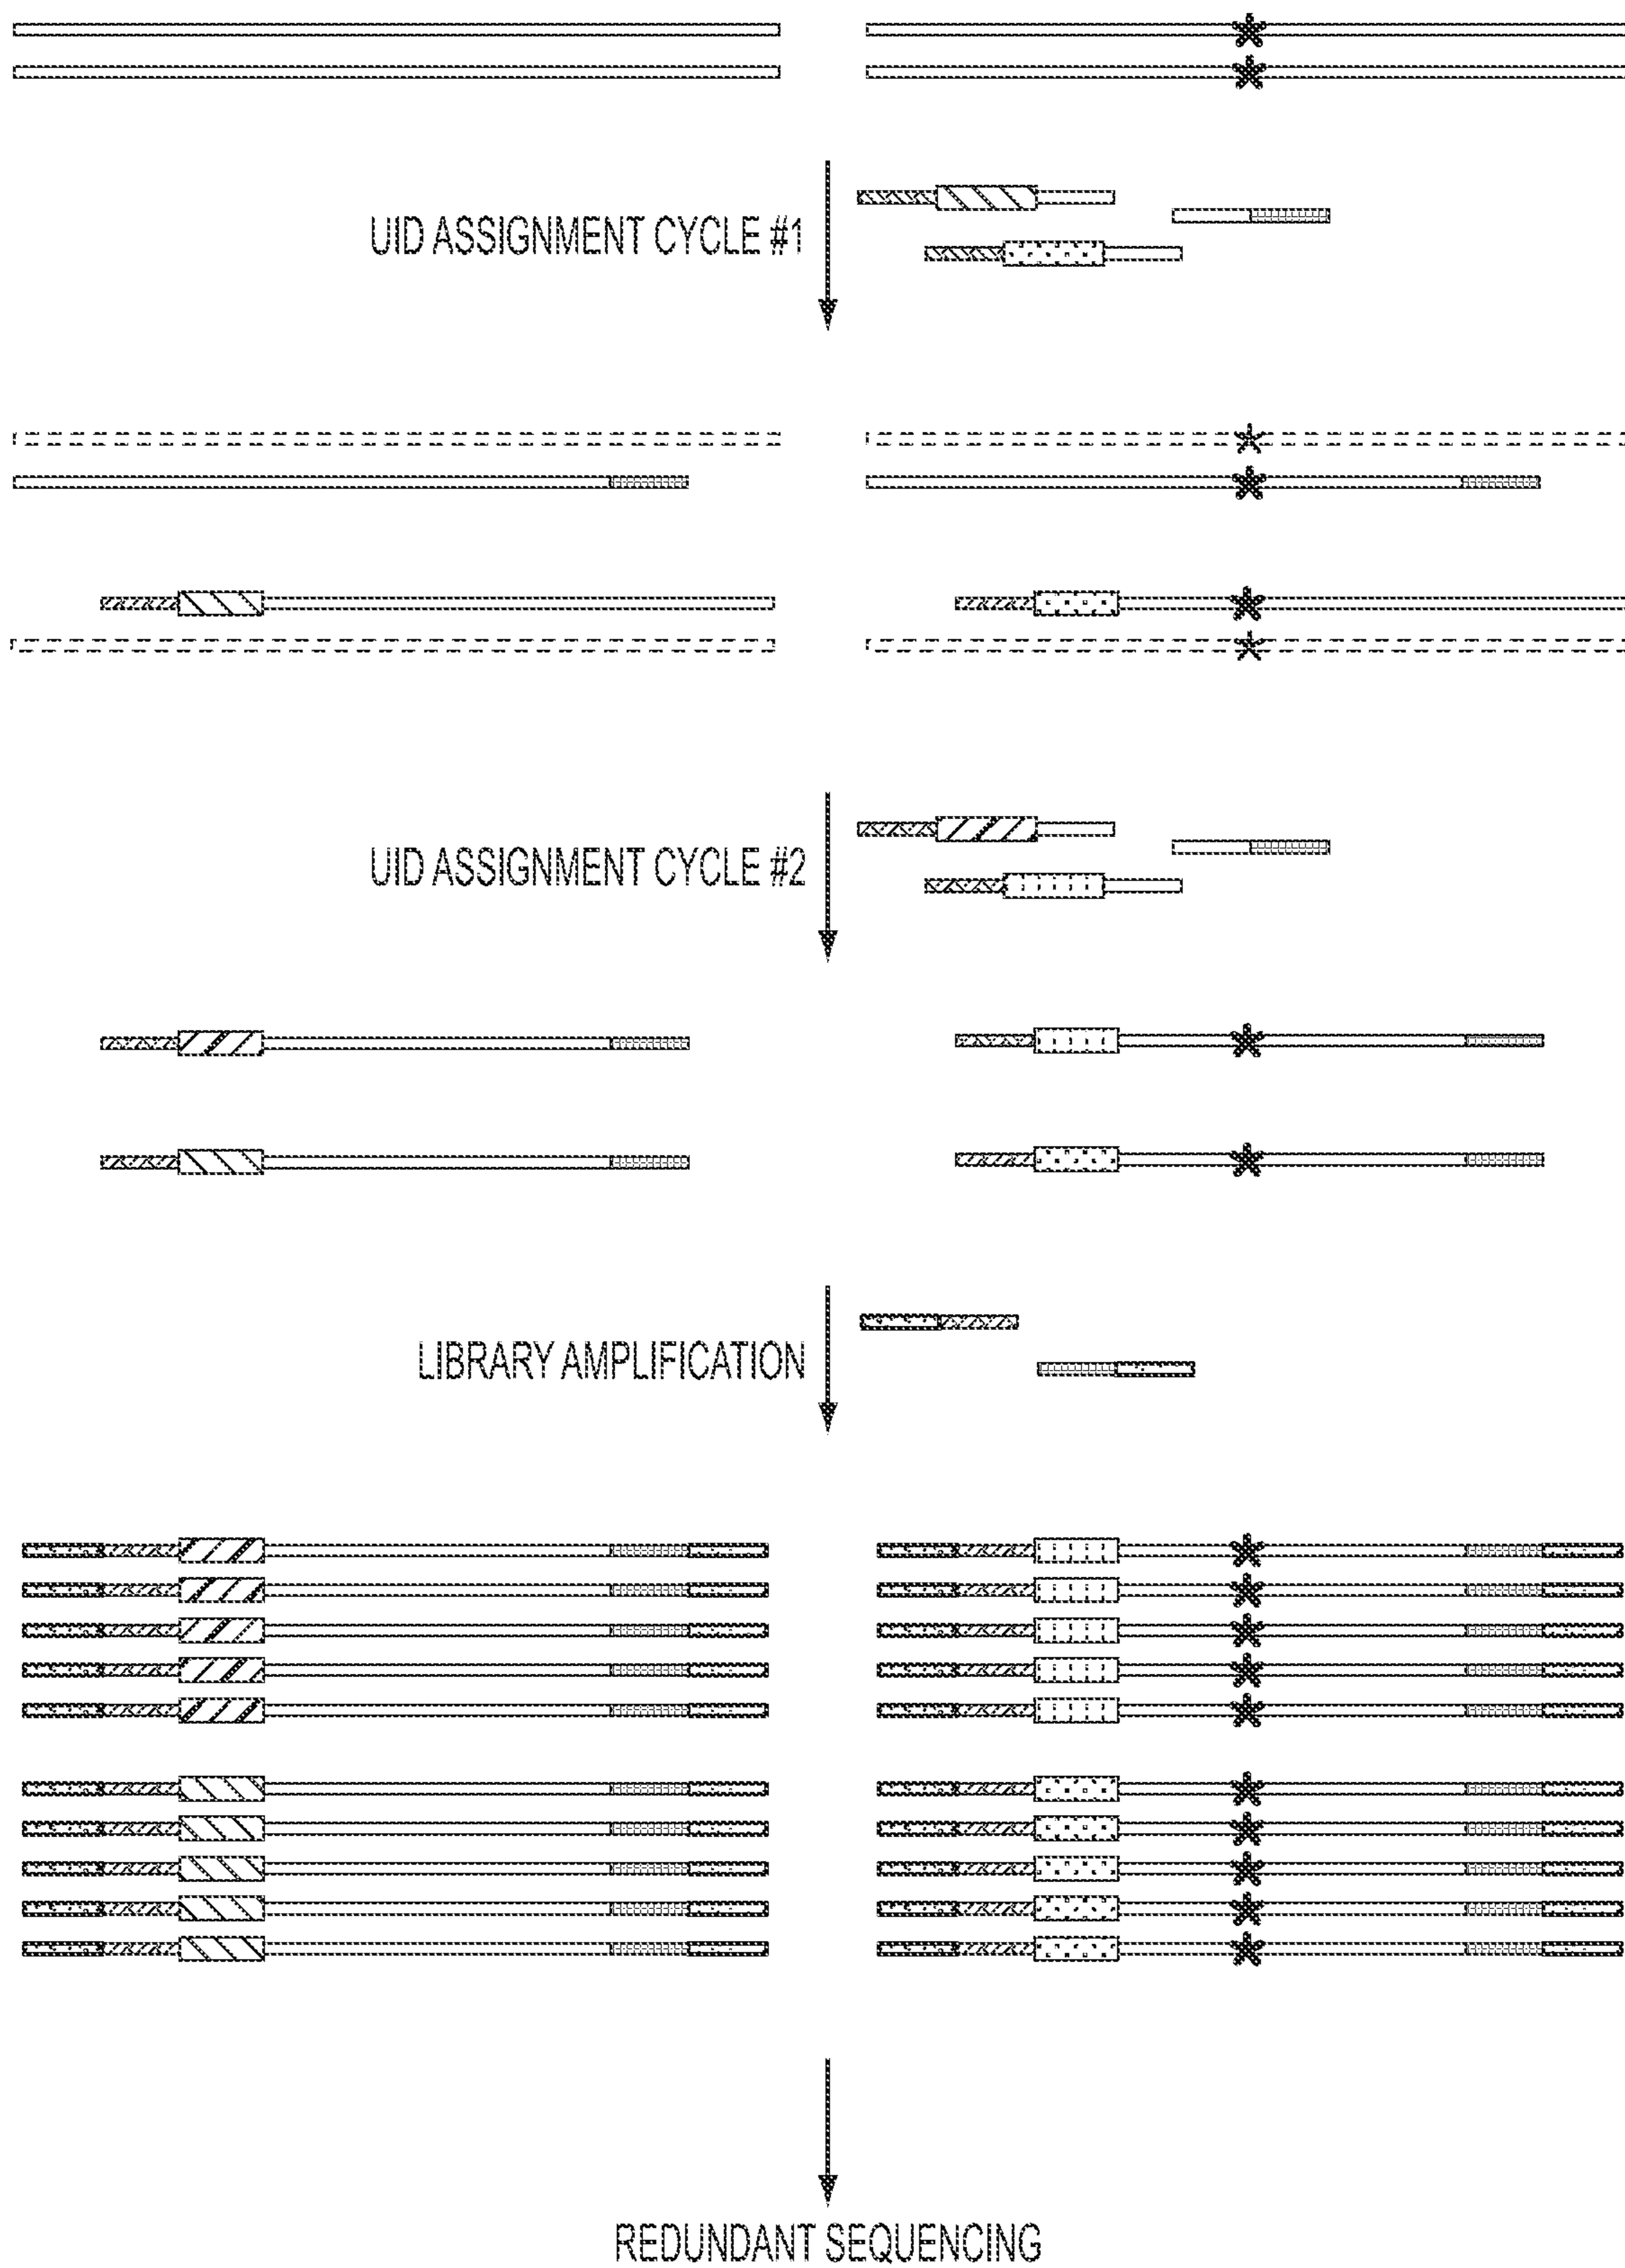 UID ASSIGNMENT CYCLE #1
UID ASSIGNMENT CYCLE #2
LIBRARY AMPLIFICATION
REDUNDANT SEQUENCING